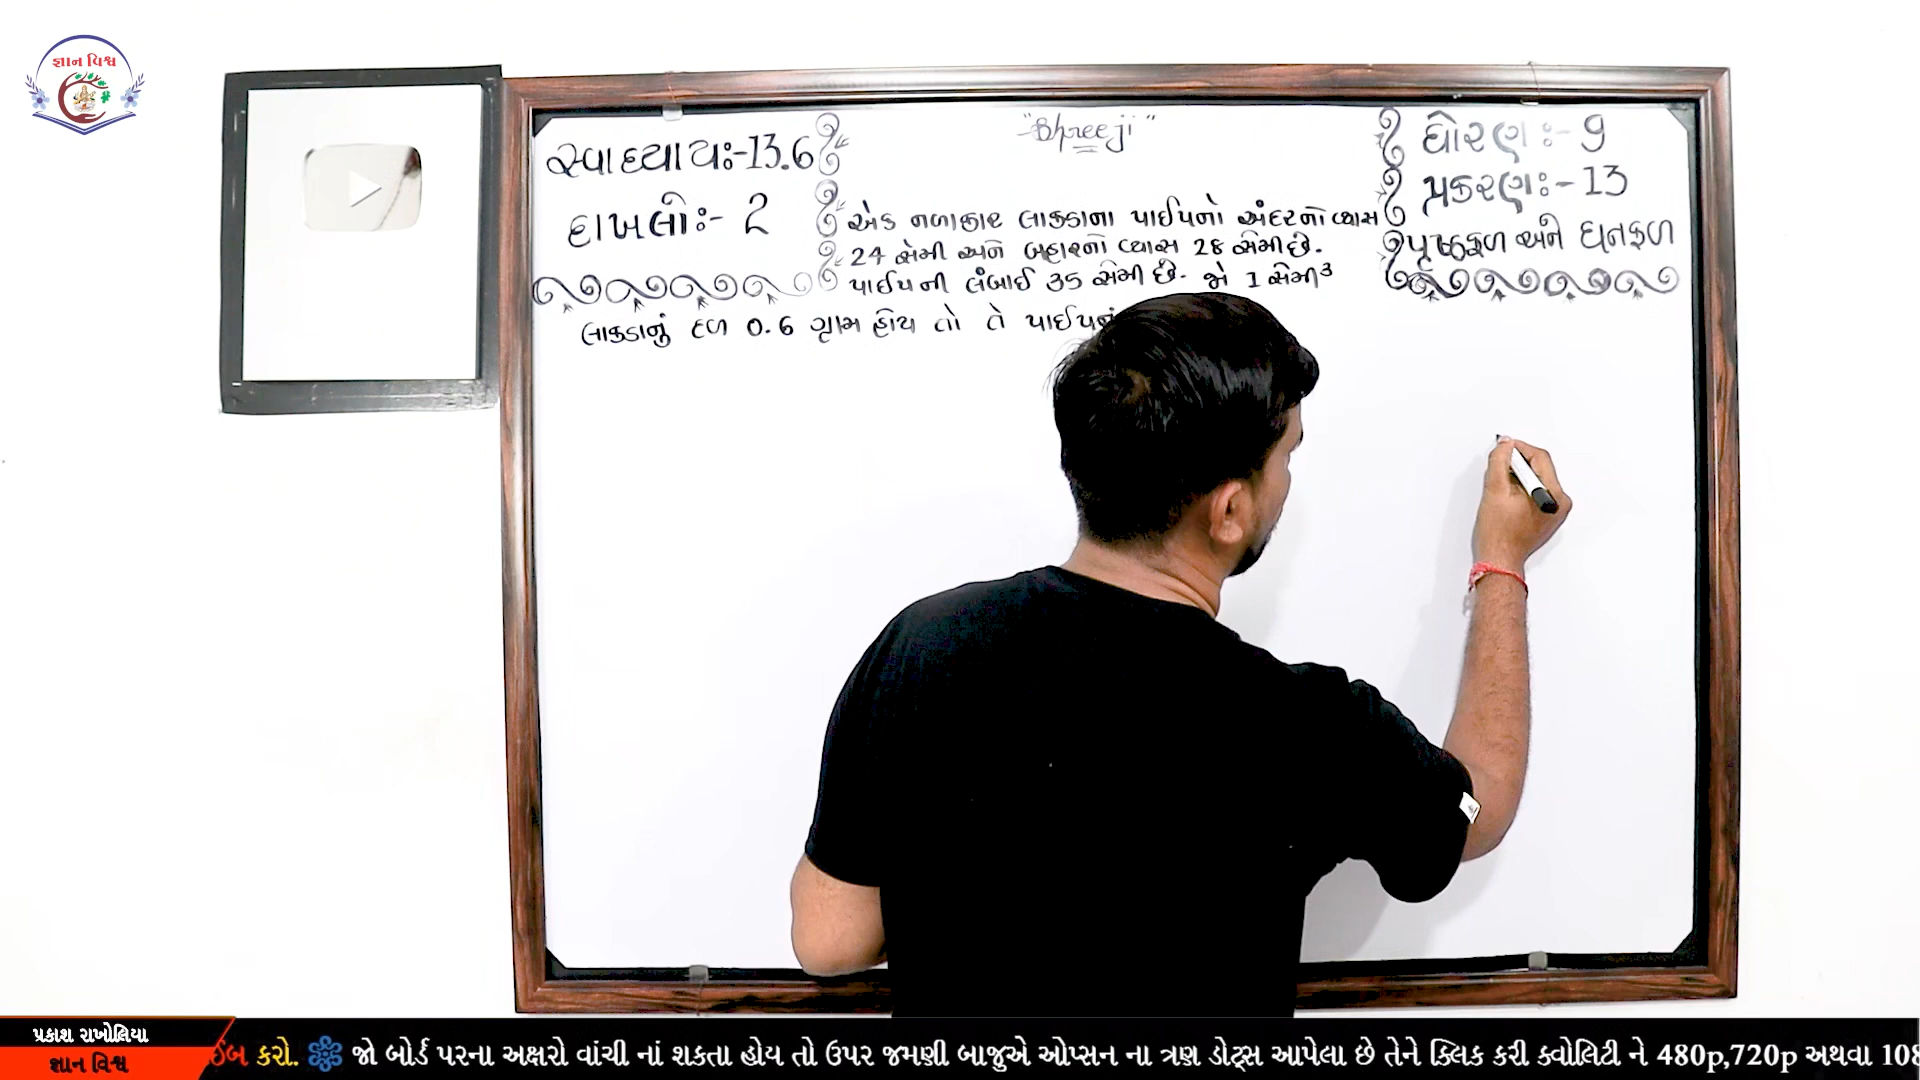 જ્ઞાન વિશ્વ
સ્વાધ્યાયઃ-13.6
દાખલોઃ- 2
"Shreeji"
ધોરણઃ- 9
પ્રકરણઃ- 13
પૃષ્ઠફળ અને ઘનફળ
એક નળાકાર લાકડાના પાઈપનો અંદરનો વ્યાસ
24 સેમી અને બહારનો વ્યાસ 28 સેમી છે.
પાઈપની લંબાઈ 35 સેમી છે. જો 1 સેમી³
લાકડાનું દળ 0.6 ગ્રામ હોય તો તે પાઈપનું
પ્રકાશ રાખોલિયા
જ્ઞાન વિશ્વ
કરો. જો બોર્ડ પરના અક્ષરો વાંચી નાં શકતા હોય તો ઉપર જમણી બાજુએ ઓપ્સન ના ત્રણ ડોટ્સ આપેલા છે તેને ક્લિક કરી ક્વોલિટી ને 480p,720p અથવા 108